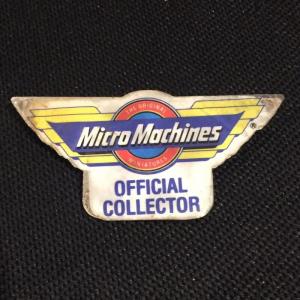 THE ORIGINAL
Micro Machines
MINIATURES
®
OFFICIAL
COLLECTOR